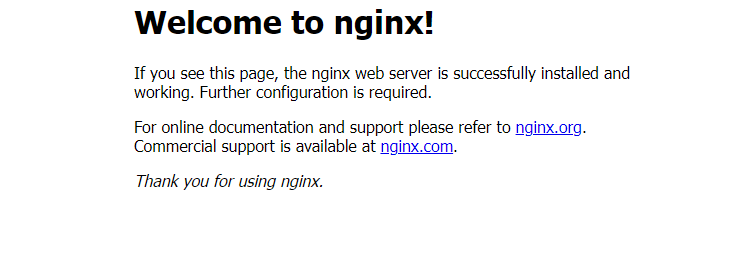 Welcome to nginx!
If you see this page, the nginx web server is successfully installed and
working. Further configuration is required.
For online documentation and support please refer to nginx.org.
Commercial support is available at nginx.com.
Thank you for using nginx.